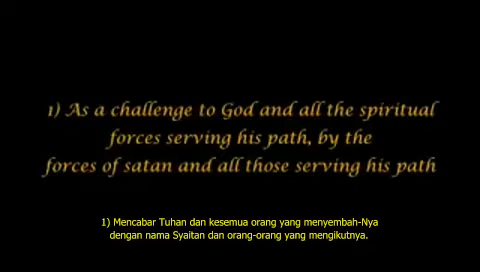 1) As a challenge to God and all the spiritual
forces serving his path, by the
forces of satan and all those serving his path
1) Mencabar Tuhan dan kesemua orang yang menyembah-Nya
dengan nama Syaitan dan orang-orang yang mengikutnya.